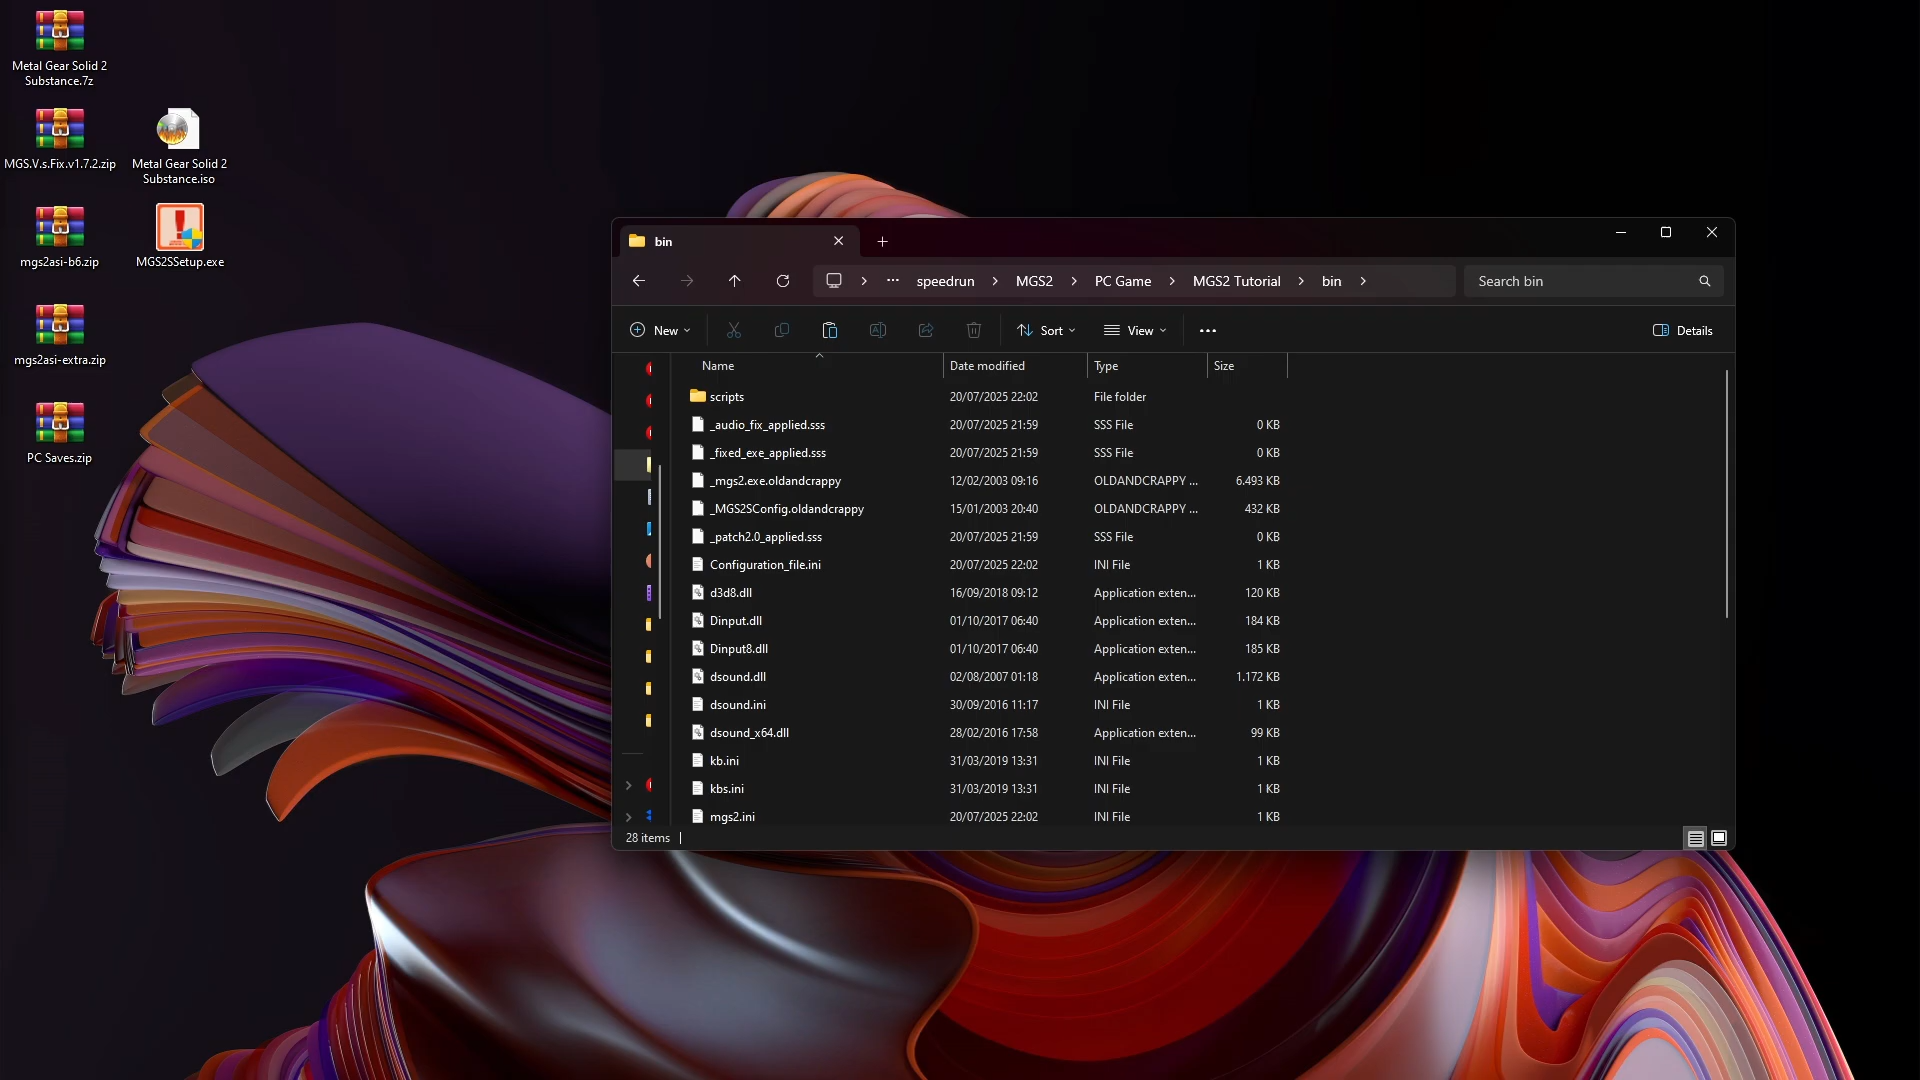 Metal Gear Solid 2
Substance.7z
MGS.V.s.Fix.v1.7.2.zip
Metal Gear Solid 2
Substance.iso
mgs2asi-b6.zip
MGS2SSetup.exe
mgs2asi-extra.zip
PC Saves.zip
bin
speedrun
MGS2
PC Game
MGS2 Tutorial
bin
Search bin
New
Sort
View
Details
Name Date modified Type Size
scripts 20/07/2025 22:02 File folder
_audio_fix_applied.sss 20/07/2025 21:59 SSS File 0 KB
_fixed_exe_applied.sss 20/07/2025 21:59 SSS File 0 KB
_mgs2.exe.oldandcrappy 12/02/2003 09:16 OLDANDCRAPPY ... 6.493 KB
_MGS2SConfig.oldandcrappy 15/01/2003 20:40 OLDANDCRAPPY ... 432 KB
_patch2.0_applied.sss 20/07/2025 21:59 SSS File 0 KB
Configuration_file.ini 20/07/2025 22:02 INI File 1 KB
d3d8.dll 16/09/2018 09:12 Application exten... 120 KB
Dinput.dll 01/10/2017 06:40 Application exten... 184 KB
Dinput8.dll 01/10/2017 06:40 Application exten... 185 KB
dsound.dll 02/08/2007 01:18 Application exten... 1.172 KB
dsound.ini 30/09/2016 11:17 INI File 1 KB
dsound_x64.dll 28/02/2016 17:58 Application exten... 99 KB
kb.ini 31/03/2019 13:31 INI File 1 KB
kbs.ini 31/03/2019 13:31 INI File 1 KB
mgs2.ini 20/07/2025 22:02 INI File 1 KB
28 items